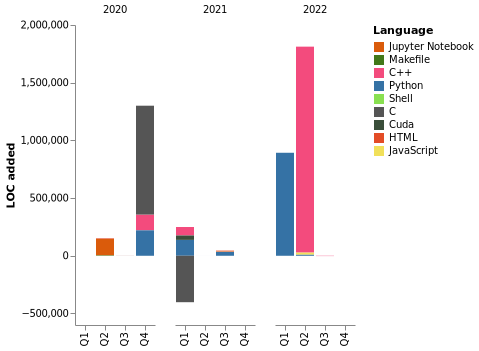 2020 2021 2022
2,000,000
1,500,000
1,000,000
500,000
0
−500,000
LOC added
Q1 Q2 Q3 Q4 Q1 Q2 Q3 Q4 Q1 Q2 Q3 Q4
Language
Jupyter Notebook
Makefile
C++
Python
Shell
C
Cuda
HTML
JavaScript